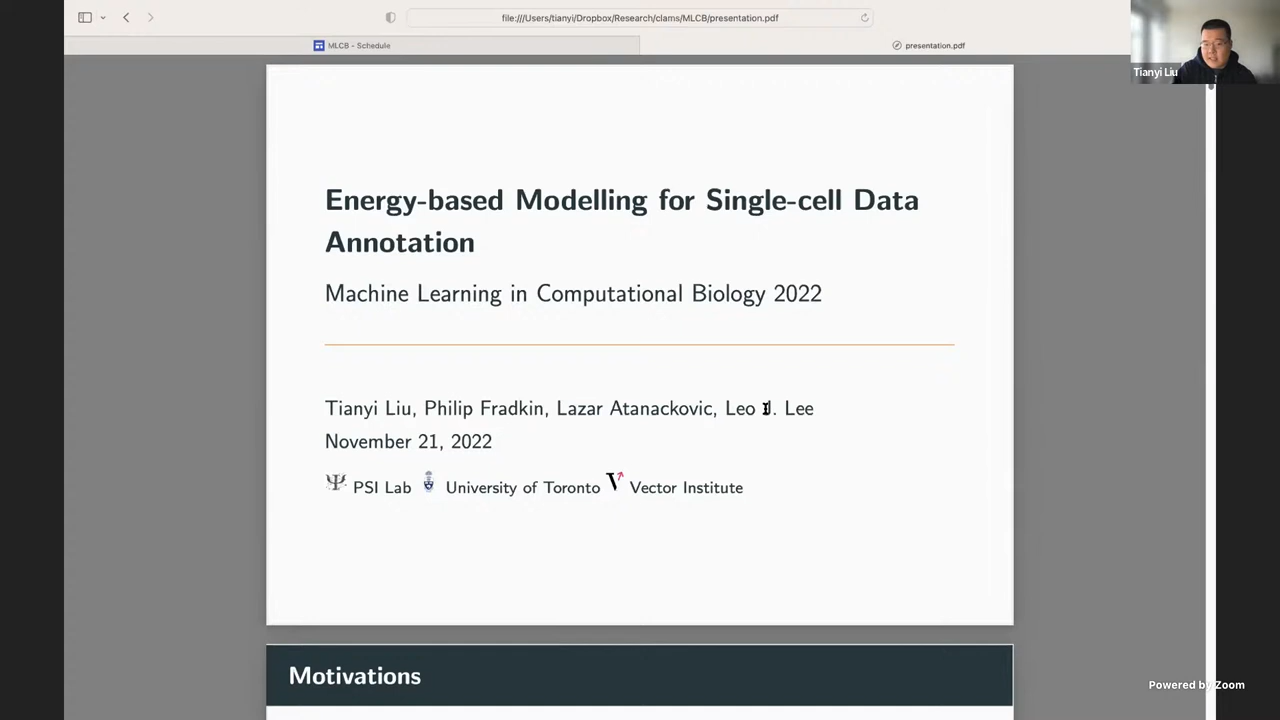 file:///Users/tianyi/Dropbox/Research/clams/MLCB/presentation.pdf
MLCB - Schedule
presentation.pdf
Tianyi Liu
Energy-based Modelling for Single-cell Data
Annotation
Machine Learning in Computational Biology 2022
Tianyi Liu, Philip Fradkin, Lazar Atanackovic, Leo J. Lee
November 21, 2022
PSI Lab University of Toronto Vector Institute
Motivations
Powered by Zoom